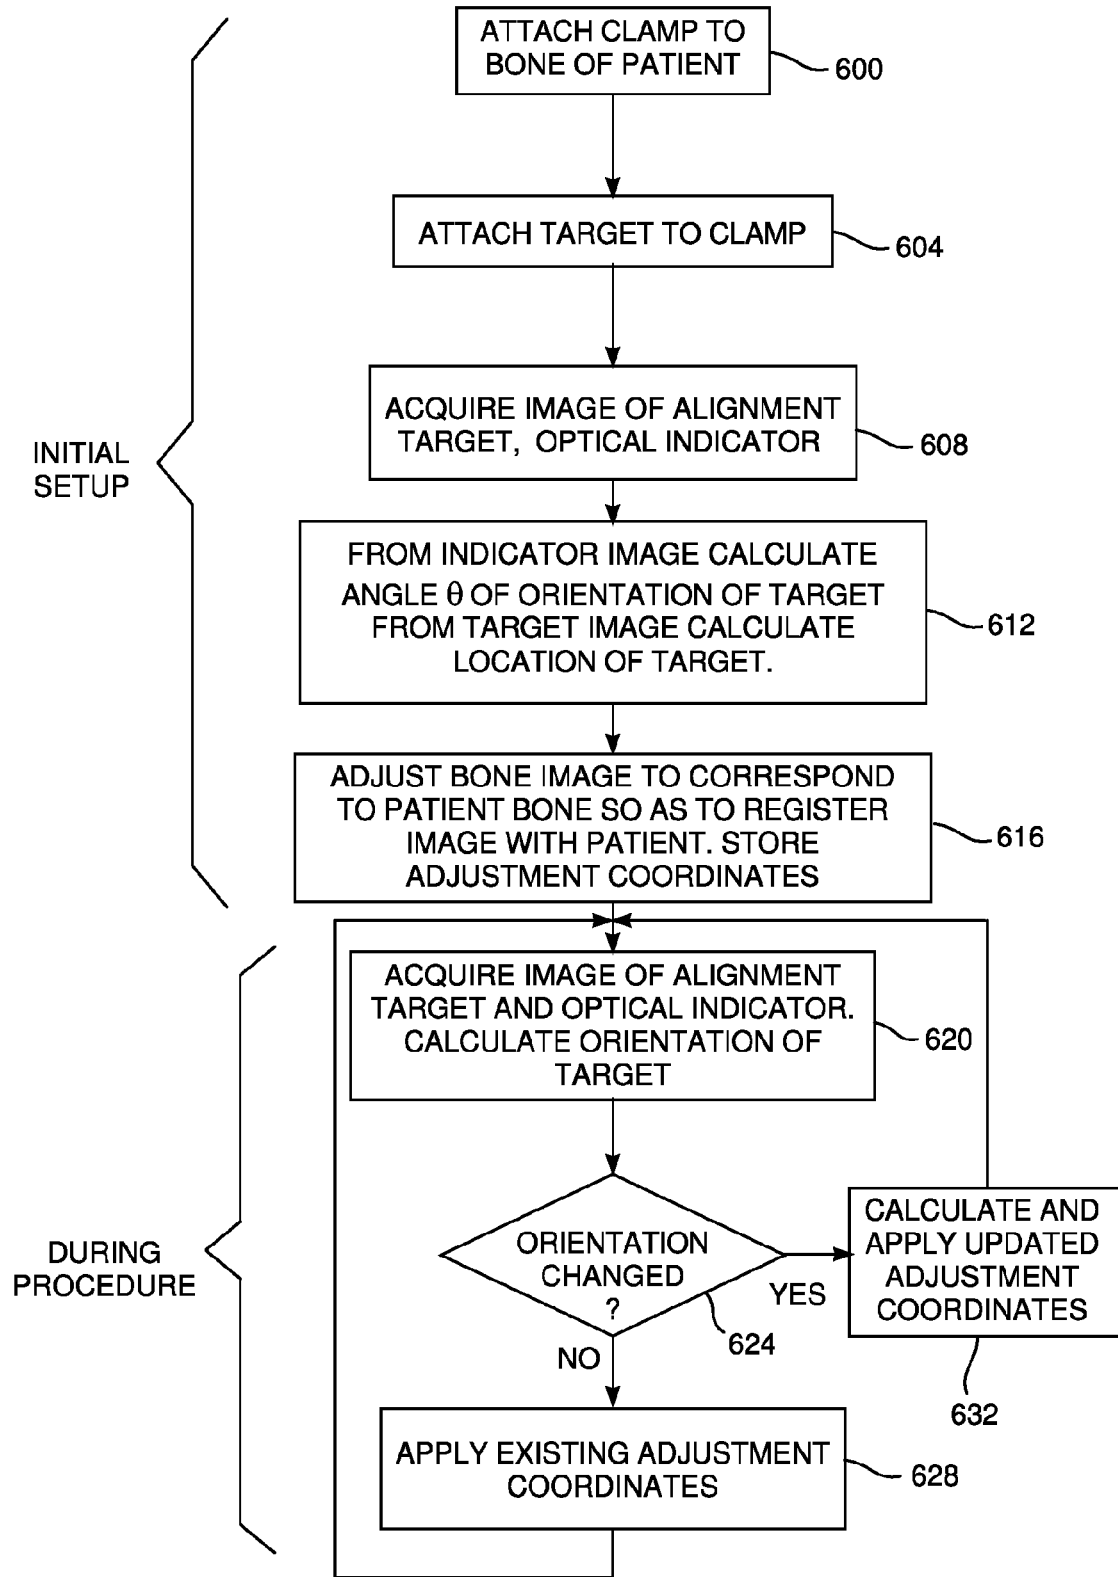 ATTACH CLAMP TO
BONE OF PATIENT
600
ATTACH TARGET TO CLAMP
604
ACQUIRE IMAGE OF ALIGNMENT
TARGET, OPTICAL INDICATOR
608
INITIAL
SETUP
FROM INDICATOR IMAGE CALCULATE
ANGLE θ OF ORIENTATION OF TARGET
FROM TARGET IMAGE CALCULATE
LOCATION OF TARGET.
612
ADJUST BONE IMAGE TO CORRESPOND
TO PATIENT BONE SO AS TO REGISTER
IMAGE WITH PATIENT. STORE
ADJUSTMENT COORDINATES
616
ACQUIRE IMAGE OF ALIGNMENT
TARGET AND OPTICAL INDICATOR.
CALCULATE ORIENTATION OF
TARGET
620
DURING
PROCEDURE
ORIENTATION
CHANGED
?
624
YES
NO
CALCULATE AND
APPLY UPDATED
ADJUSTMENT
COORDINATES
632
APPLY EXISTING ADJUSTMENT
COORDINATES
628